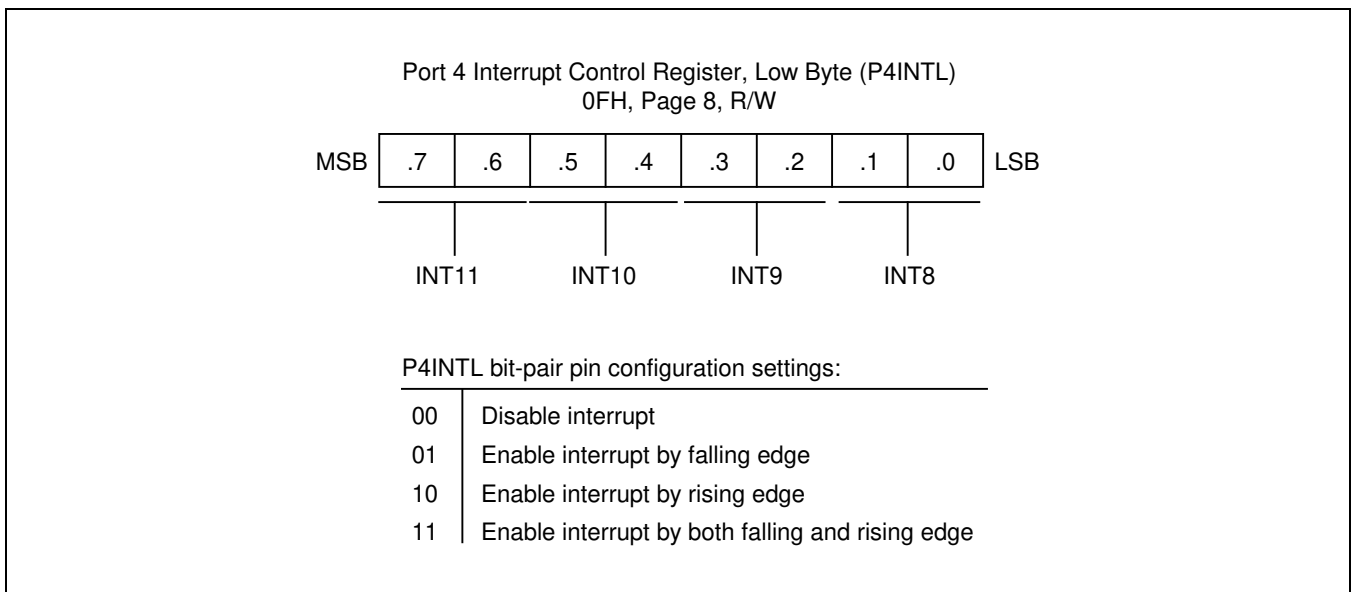 Port 4 Interrupt Control Register, Low Byte (P4INTL)
0FH, Page 8, R/W
MSB .7 .6 .5 .4 .3 .2 .1 .0 LSB
INT11 INT10 INT9 INT8
P4INTL bit-pair pin configuration settings:
00 Disable interrupt
01 Enable interrupt by falling edge
10 Enable interrupt by rising edge
11 Enable interrupt by both falling and rising edge